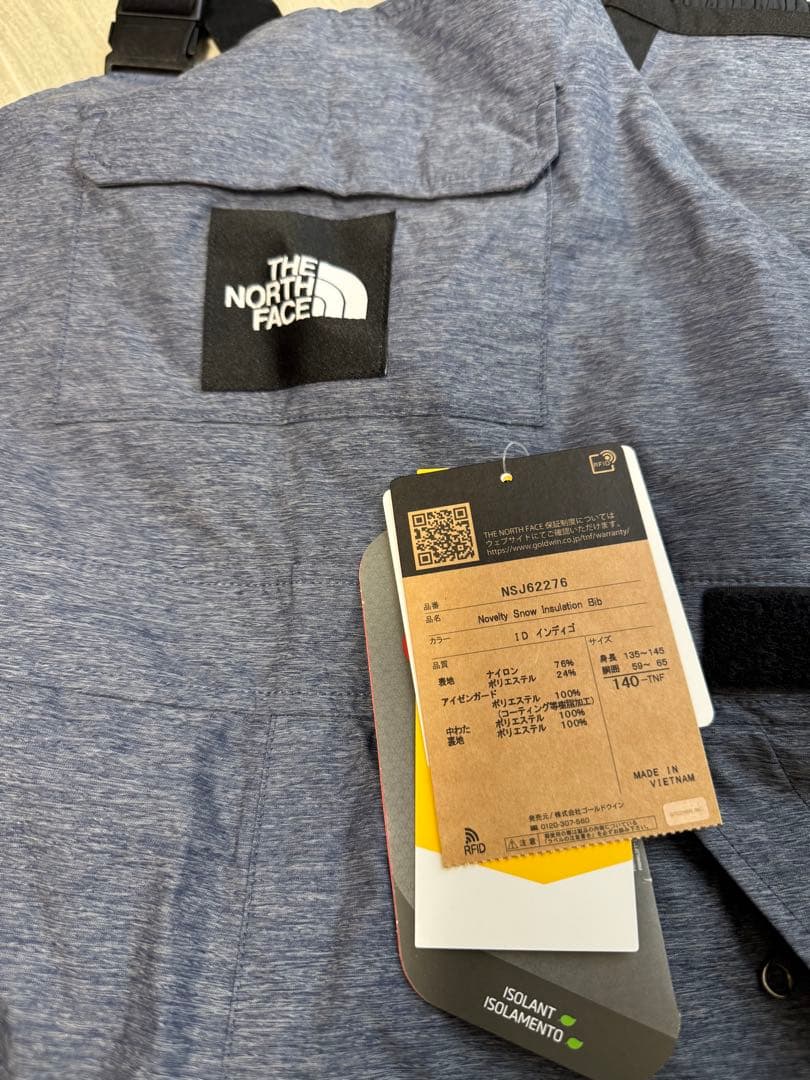 THE
NORTH
FACE
RFID
THE NORTH FACE 保証制度については
ウェブサイトにてご確認いただけます。
https://www.goldwin.co.jp/tnf/warranty/
品番 NSJ62276
品名 Novelty Snow Insulation Bib
カラー ID インディゴ
品質
表地 ナイロン 76%
ポリエステル 24%
アイゼンガード
ポリエステル 100%
(コーティング等樹脂加工)
中わた ポリエステル 100%
裏地 ポリエステル 100%
サイズ
身長 135~145
胴囲 59~ 65
140-TNF
MADE IN
VIETNAM
発売元/株式会社ゴールドウイン
0120-307-560
RFID
注意
ISOLANT
ISOLAMENTO